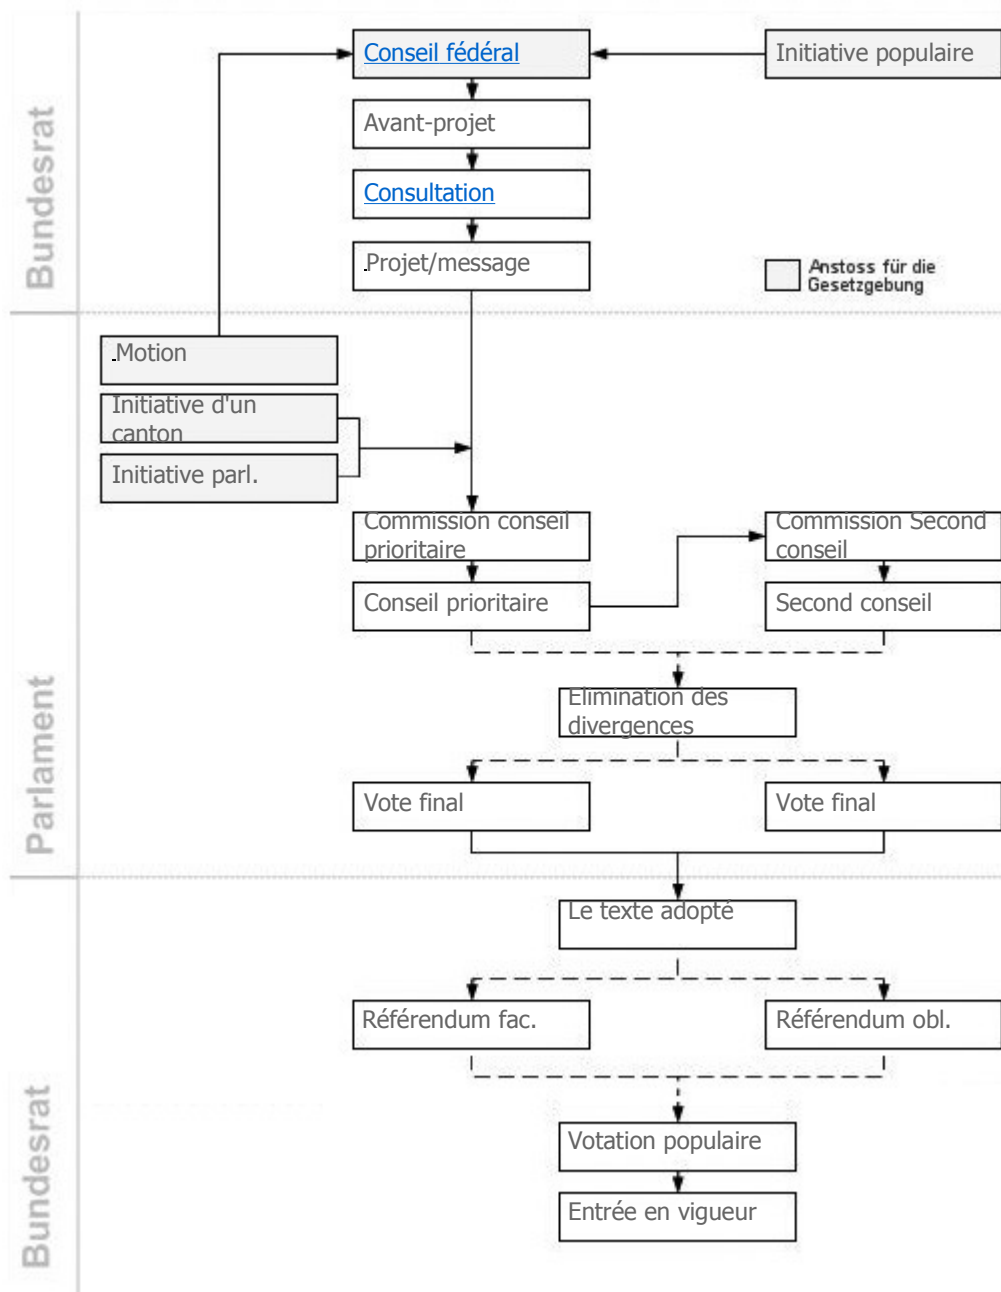 Bundesrat
Conseil fédéral
Initiative populaire
Avant-projet
Consultation
.Projet/message
Anstoss für die
Gesetzgebung
Parlament
.Motion
Initiative d'un
canton
Initiative parl.
Commission conseil
prioritaire
Commission Second
conseil
Conseil prioritaire
Second conseil
Elimination des
divergences
Vote final
Vote final
Bundesrat
Le texte adopté
Référendum fac.
Référendum obl.
Votation populaire
Entrée en vigueur